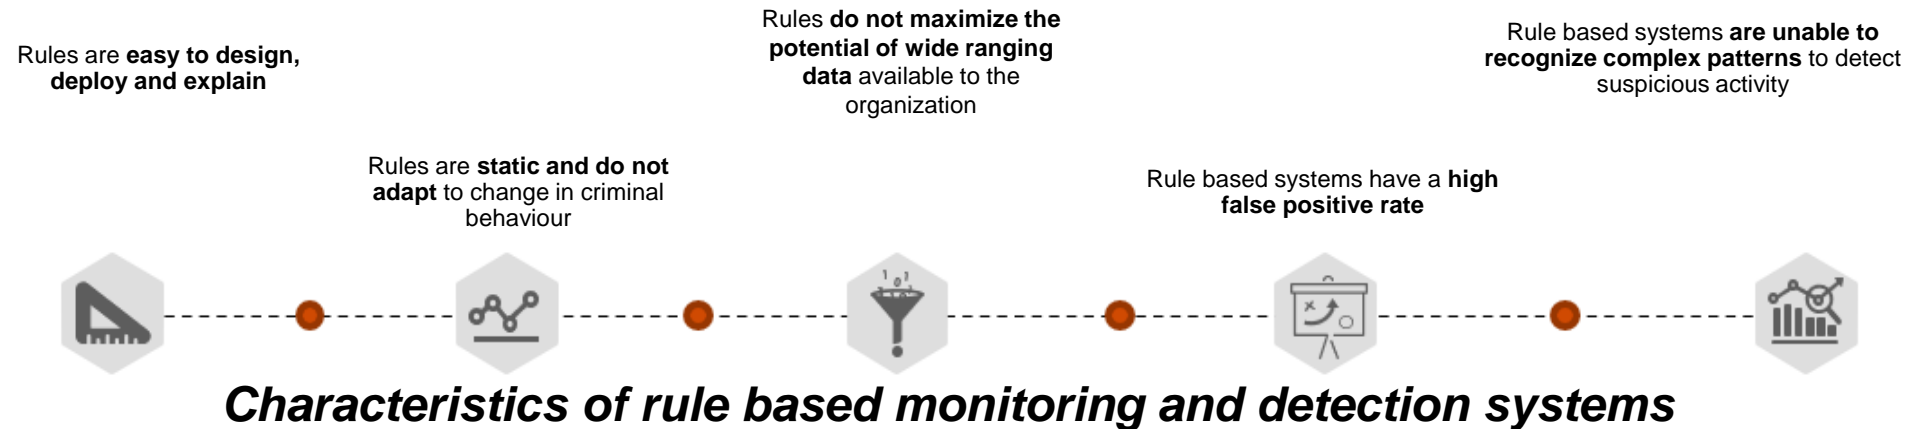 Rules are easy to design,
deploy and explain
Rules are static and do not
adapt to change in criminal
behaviour
Rules do not maximize the
potential of wide ranging
data available to the
organization
Rule based systems have a high
false positive rate
Rule based systems are unable to
recognize complex patterns to detect
suspicious activity
Characteristics of rule based monitoring and detection systems